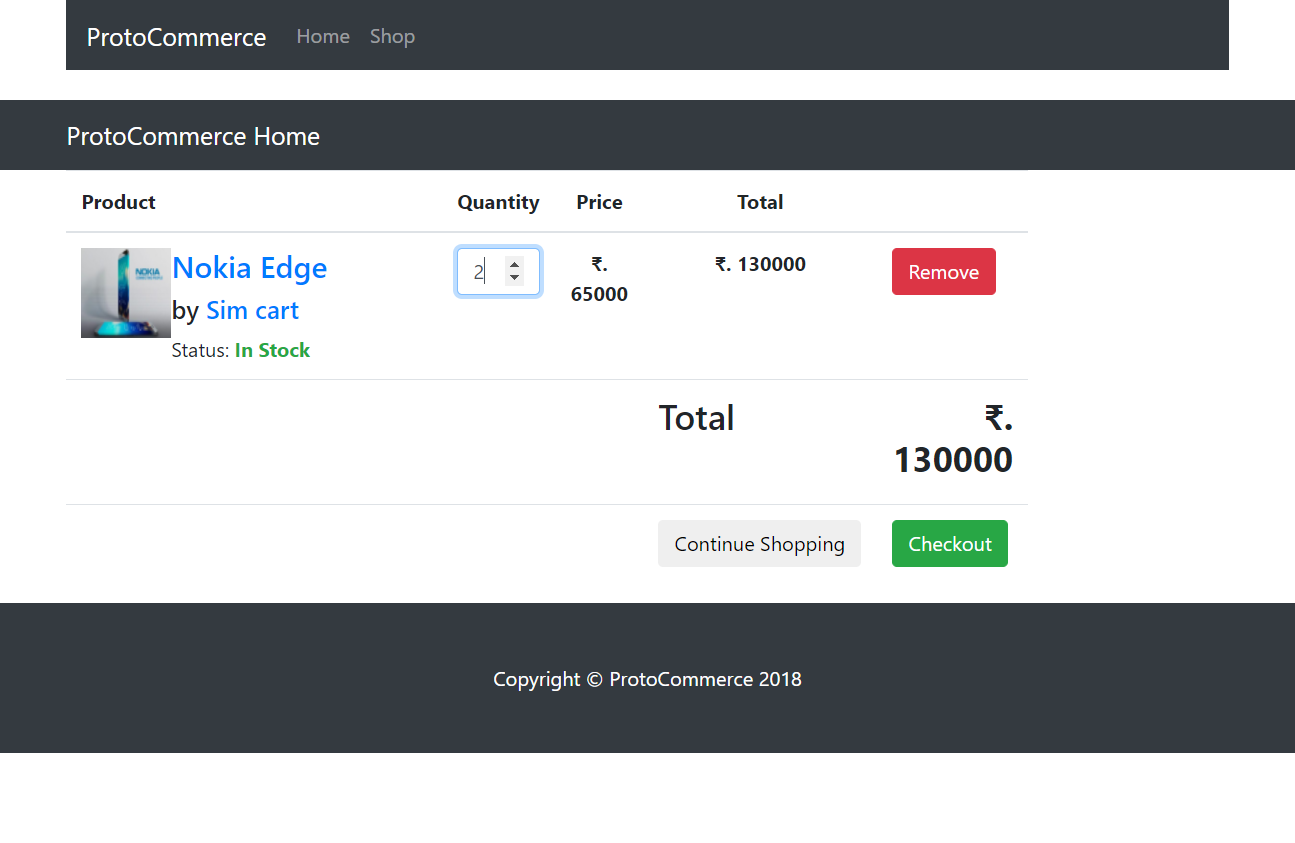 ProtoCommerce Home Shop
ProtoCommerce Home
Product Quantity Price Total
NOKIA
Nokia Edge
by Sim cart
Status: In Stock
2
₹.
65000
₹. 130000
Remove
Total
₹.
130000
Continue Shopping Checkout
Copyright © ProtoCommerce 2018